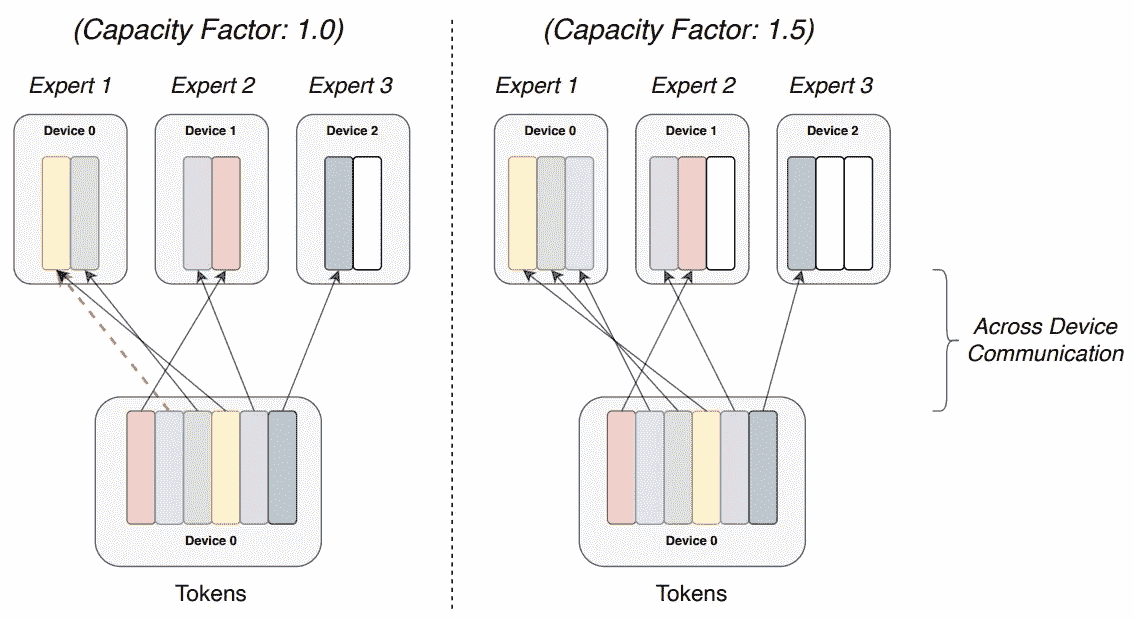 (Capacity Factor: 1.0)
Expert 1
Expert 2
Expert 3
Device 0
Device 1
Device 2
Device 0
Tokens
(Capacity Factor: 1.5)
Expert 1
Expert 2
Expert 3
Device 0
Device 1
Device 2
Device 0
Tokens
Across Device
Communication